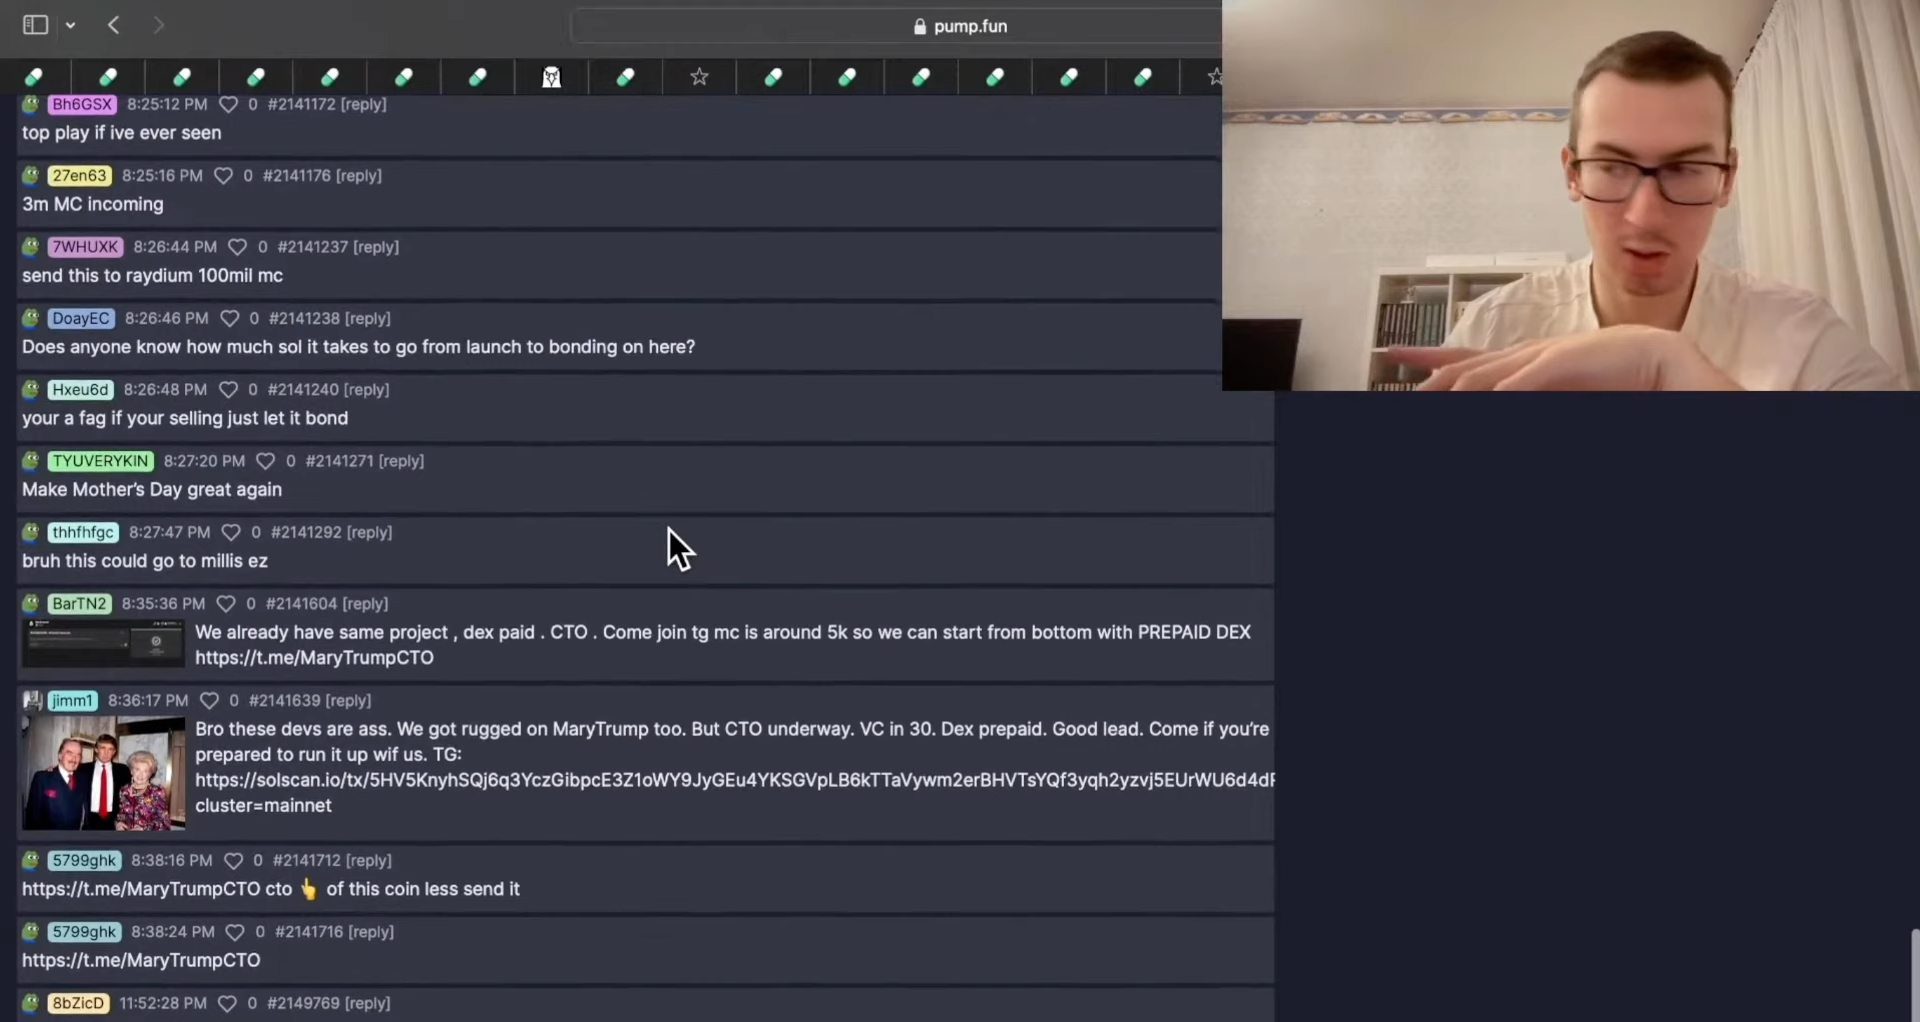 pump.fun
Bh6GSX 8:25:12 PM 0 #2141172 [reply]
top play if ive ever seen
27en63 8:25:16 PM 0 #2141176 [reply]
3m MC incoming
7WHUXK 8:26:44 PM 0 #2141237 [reply]
send this to raydium 100mil mc
DoayEC 8:26:46 PM 0 #2141238 [reply]
Does anyone know how much sol it takes to go from launch to bonding on here?
Hxeu6d 8:26:48 PM 0 #2141240 [reply]
your a fag if your selling just let it bond
TYUVERYKIN 8:27:20 PM 0 #2141271 [reply]
Make Mother's Day great again
thhfhfgc 8:27:47 PM 0 #2141292 [reply]
bruh this could go to millis ez
BarTN2 8:35:36 PM 0 #2141604 [reply]
We already have same project , dex paid . CTO . Come join tg mc is around 5k so we can start from bottom with PREPAID DEX
https://t.me/MaryTrumpCTO
jimm1 8:36:17 PM 0 #2141639 [reply]
Bro these devs are ass. We got rugged on MaryTrump too. But CTO underway. VC in 30. Dex prepaid. Good lead. Come if you're
prepared to run it up wif us. TG:
https://solscan.io/tx/5HV5KnyhSQj6q3YczGibpcE3Z1oWY9JyGEu4YKSGVpLB6kTTaVywm2erBHVTsYQf3yqh2yzvj5EUrWU6d4dF
cluster=mainnet
5799ghk 8:38:16 PM 0 #2141712 [reply]
https://t.me/MaryTrumpCTO cto 👆 of this coin less send it
5799ghk 8:38:24 PM 0 #2141716 [reply]
https://t.me/MaryTrumpCTO
8bZicD 11:52:28 PM 0 #2149769 [reply]